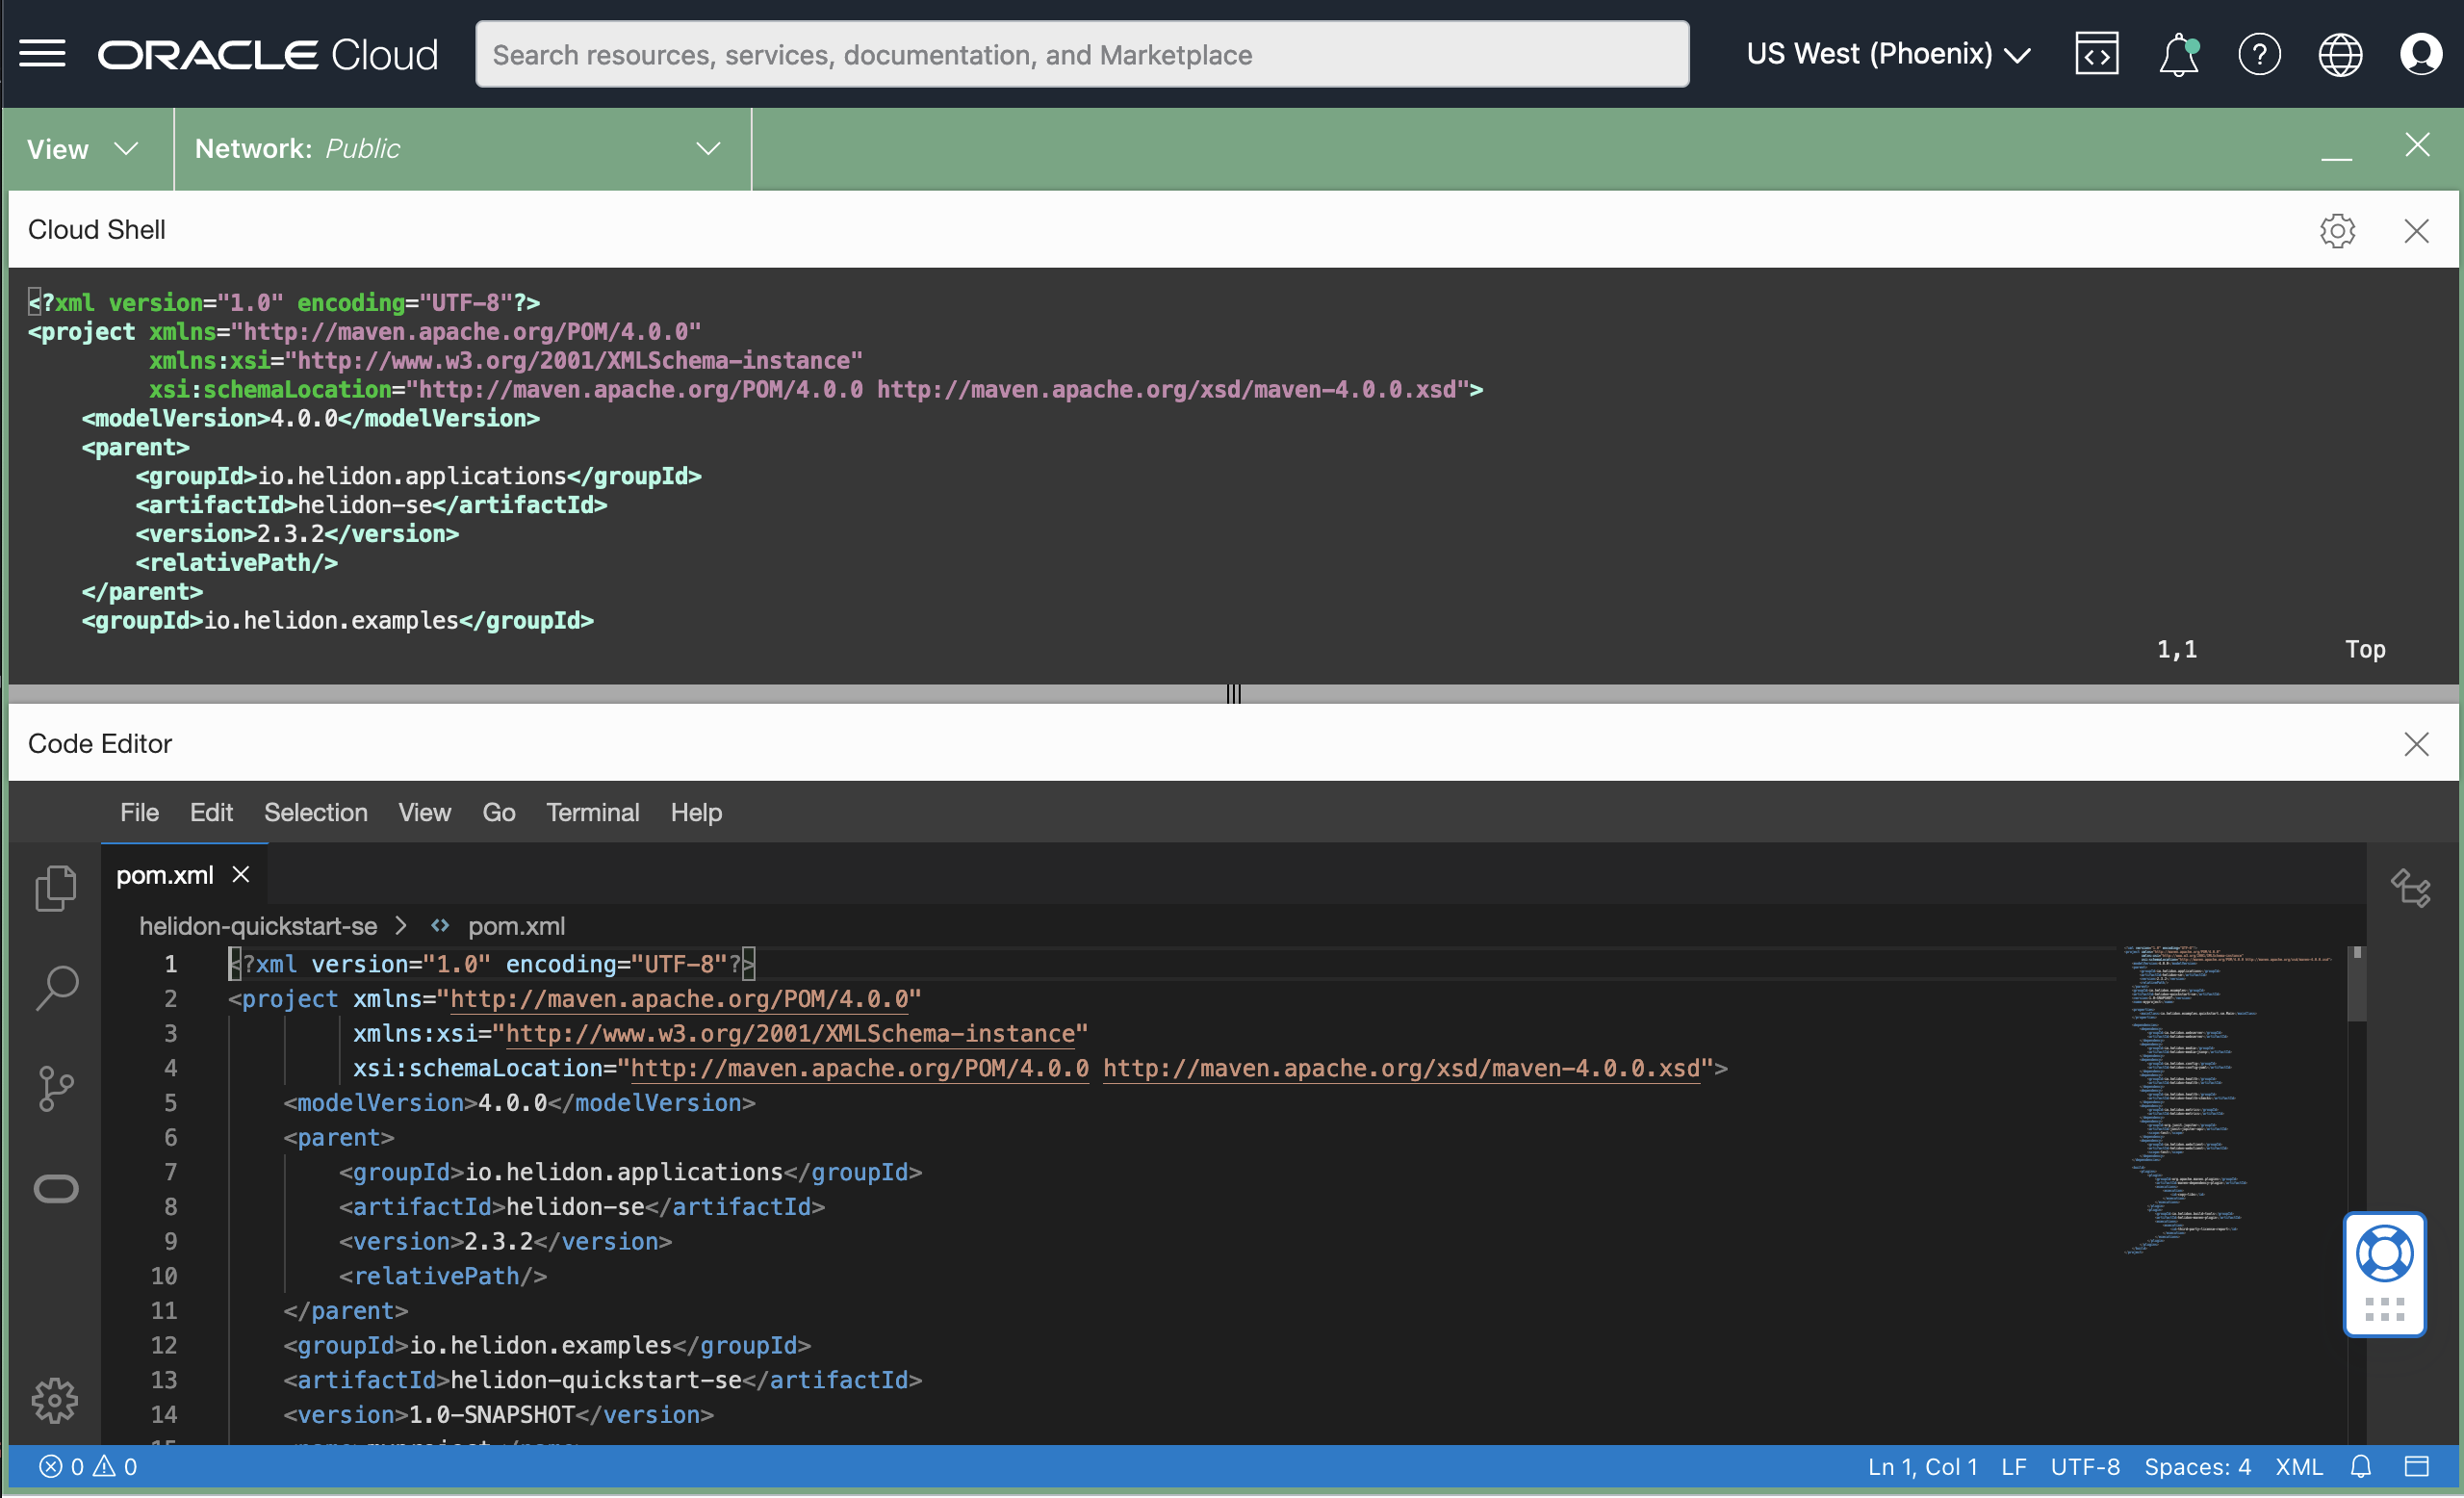 ORACLE Cloud
Search resources, services, documentation, and Marketplace
US West (Phoenix)
View
Network: Public
Cloud Shell
<?xml version="1.0" encoding="UTF-8"?>
<project xmlns="http://maven.apache.org/POM/4.0.0"
xmlns:xsi="http://www.w3.org/2001/XMLSchema-instance"
xsi:schemaLocation="http://maven.apache.org/POM/4.0.0 http://maven.apache.org/xsd/maven-4.0.0.xsd">
<modelVersion>4.0.0</modelVersion>
<parent>
<groupId>io.helidon.applications</groupId>
<artifactId>helidon-se</artifactId>
<version>2.3.2</version>
<relativePath/>
</parent>
<groupId>io.helidon.examples</groupId>
1,1 Top
Code Editor
File Edit Selection View Go Terminal Help
pom.xml
helidon-quickstart-se > pom.xml
1 <?xml version="1.0" encoding="UTF-8"?>
2 <project xmlns="http://maven.apache.org/POM/4.0.0"
3 xmlns:xsi="http://www.w3.org/2001/XMLSchema-instance"
4 xsi:schemaLocation="http://maven.apache.org/POM/4.0.0 http://maven.apache.org/xsd/maven-4.0.0.xsd">
5 <modelVersion>4.0.0</modelVersion>
6 <parent>
7 <groupId>io.helidon.applications</groupId>
8 <artifactId>helidon-se</artifactId>
9 <version>2.3.2</version>
10 <relativePath/>
11 </parent>
12 <groupId>io.helidon.examples</groupId>
13 <artifactId>helidon-quickstart-se</artifactId>
14 <version>1.0-SNAPSHOT</version>
0 0
Ln 1, Col 1 LF UTF-8 Spaces: 4 XML